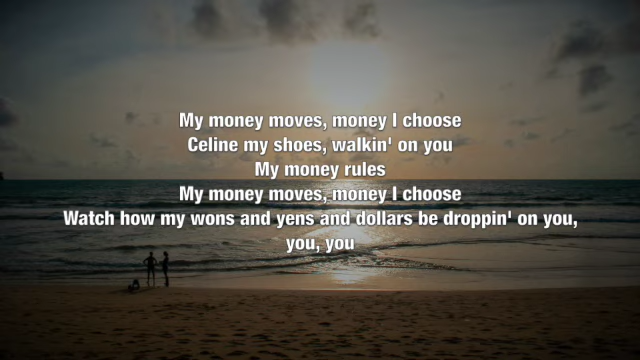 My money moves, money I choose
Celine my shoes, walkin' on you
My money rules
My money moves, money I choose
Watch how my wons and yens and dollars be droppin' on you,
you, you